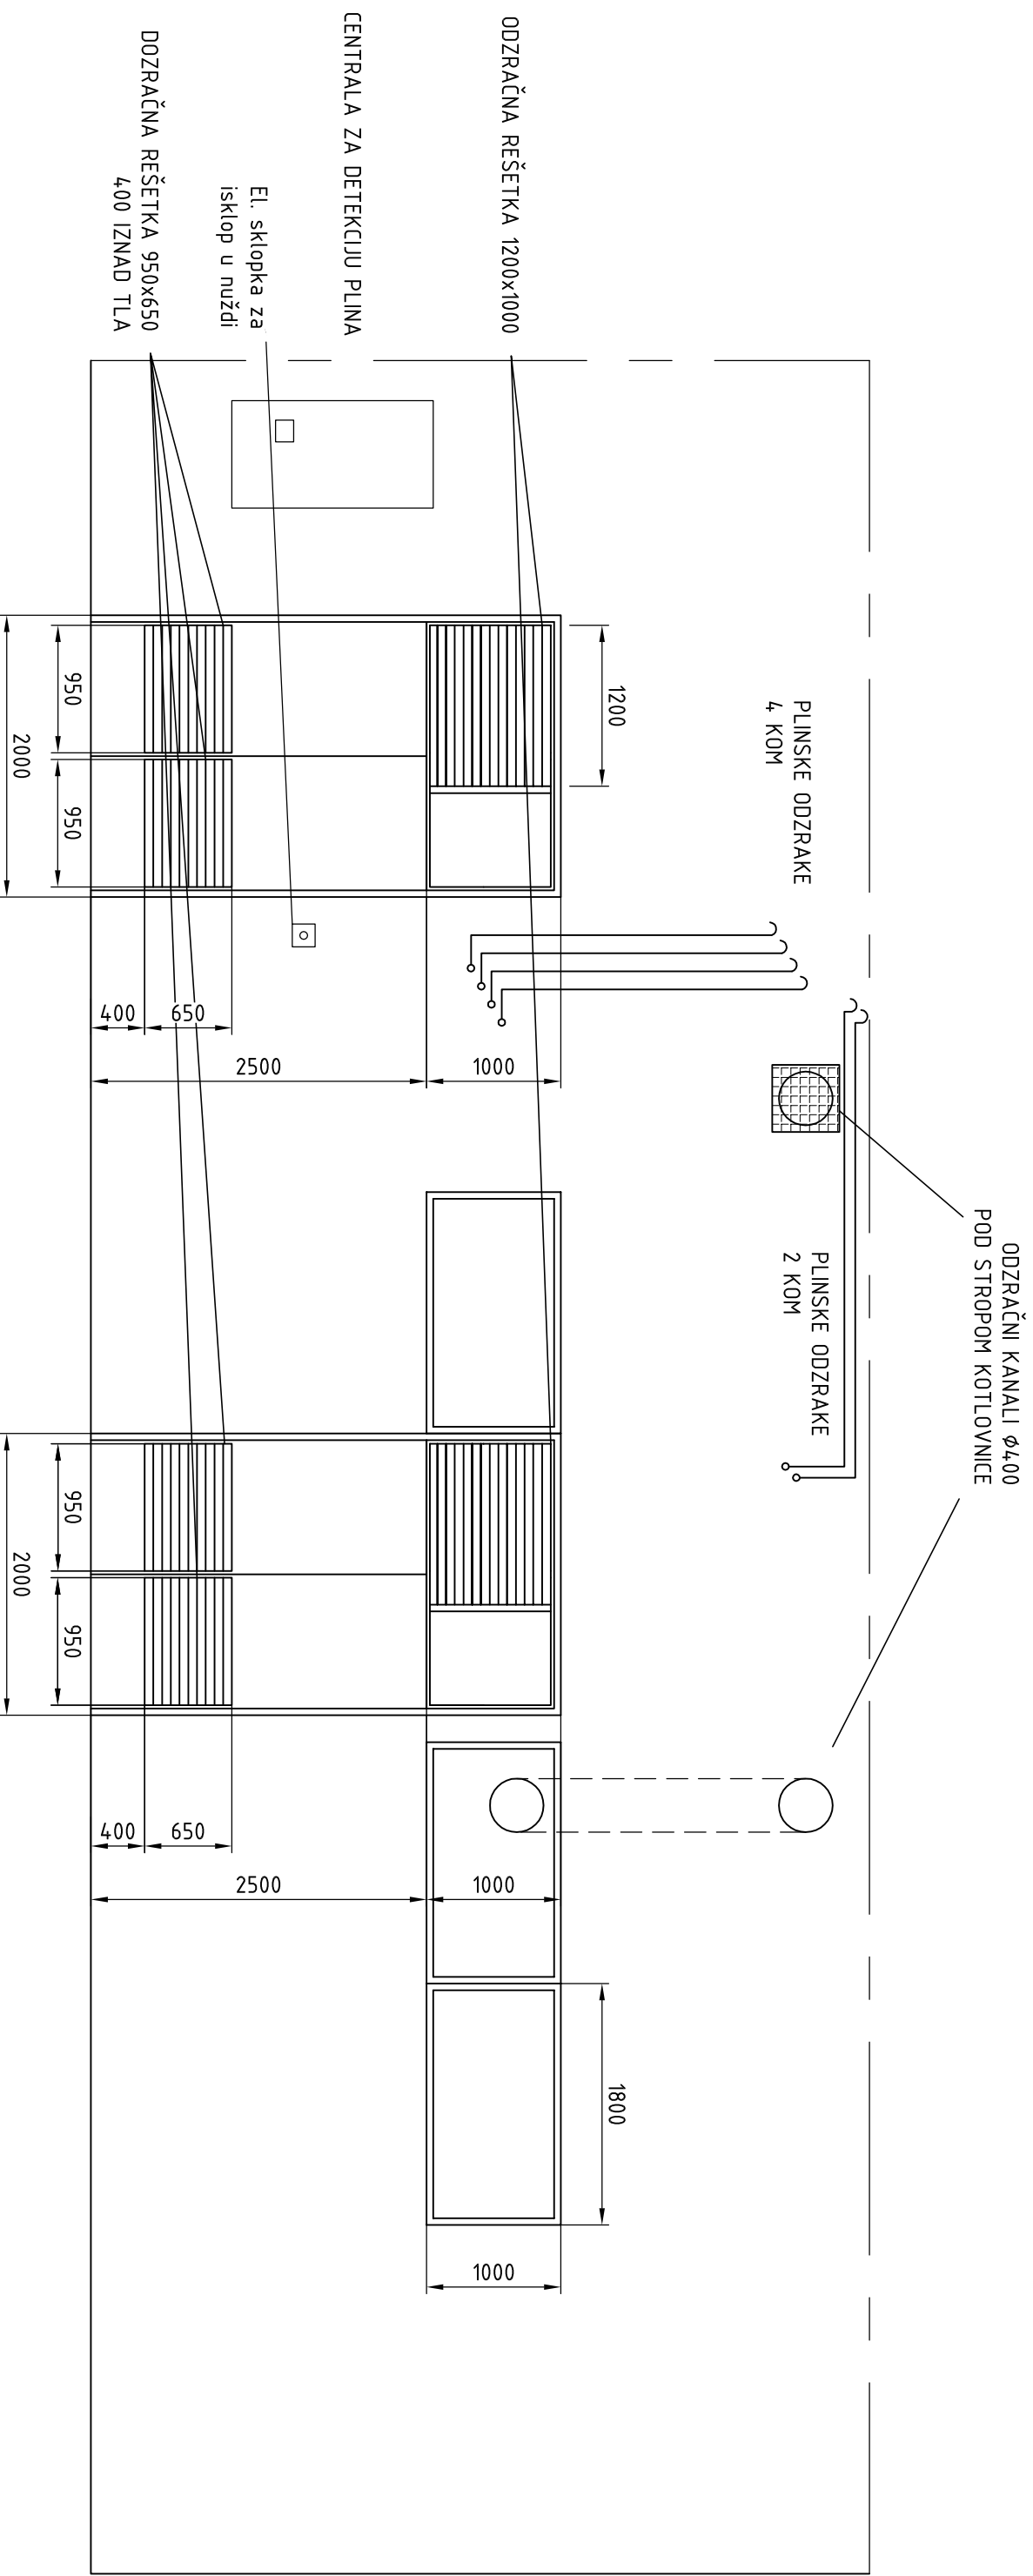 ODZRAČNI KANALI Ø400
POD STROPOM KOTLOVNICE
PLINSKE ODZRAKE
4 KOM
PLINSKE ODZRAKE
2 KOM
ODZRAČNA REŠETKA 1200x1000
1200
1800
1000
1000
1000
CENTRALA ZA DETEKCIJU PLINA
El. sklopka za
isklop u nuždi
2500
2500
DOZRAČNA REŠETKA 950x650
400 IZNAD TLA
650
400
650
400
950
950
950
950
2000
2000